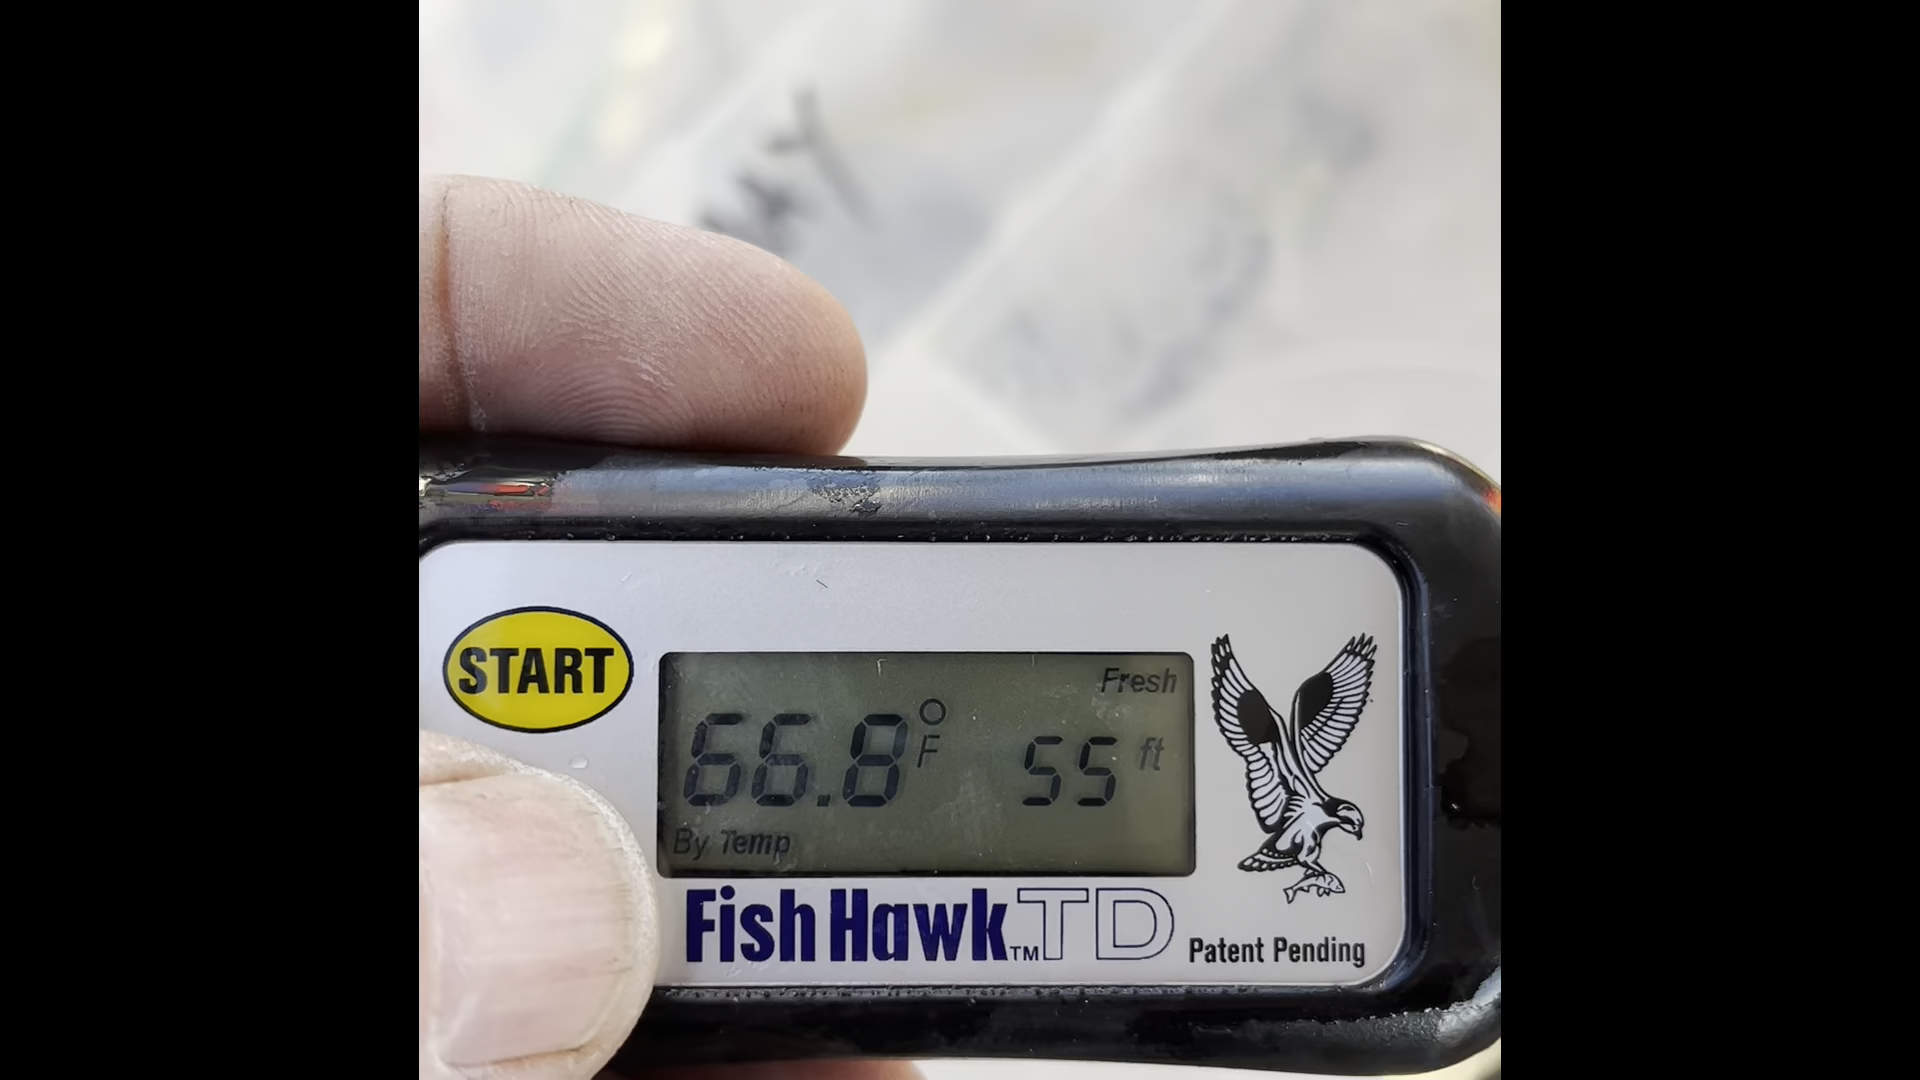 START
Fresh
66.8°F 55 ft
By Temp
Fish Hawk™ TD
Patent Pending